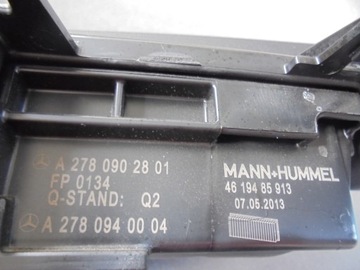 A 278 090 28 01
FP 0134
Q-STAND: Q2
A 278 094 00 04
MANN+HUMMEL
46 194 85 913
07.05.2013